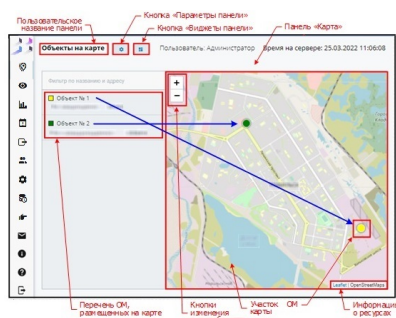 Пользовательское
название панели
Кнопка «Параметры панели»
Кнопка «Виджеты панели»
Панель «Карта»
Объекты на карте
Пользователь: Администратор
Время на сервере: 25.03.2022 11:06:08
Фильтр по названию и адресу
Объект № 1
Объект № 2
+
−
Leaflet | OpenStreetMaps
Перечень ОМ,
размещенных на карте
Кнопки
изменения
Участок
карты
ОМ
Информаци
о ресурсах